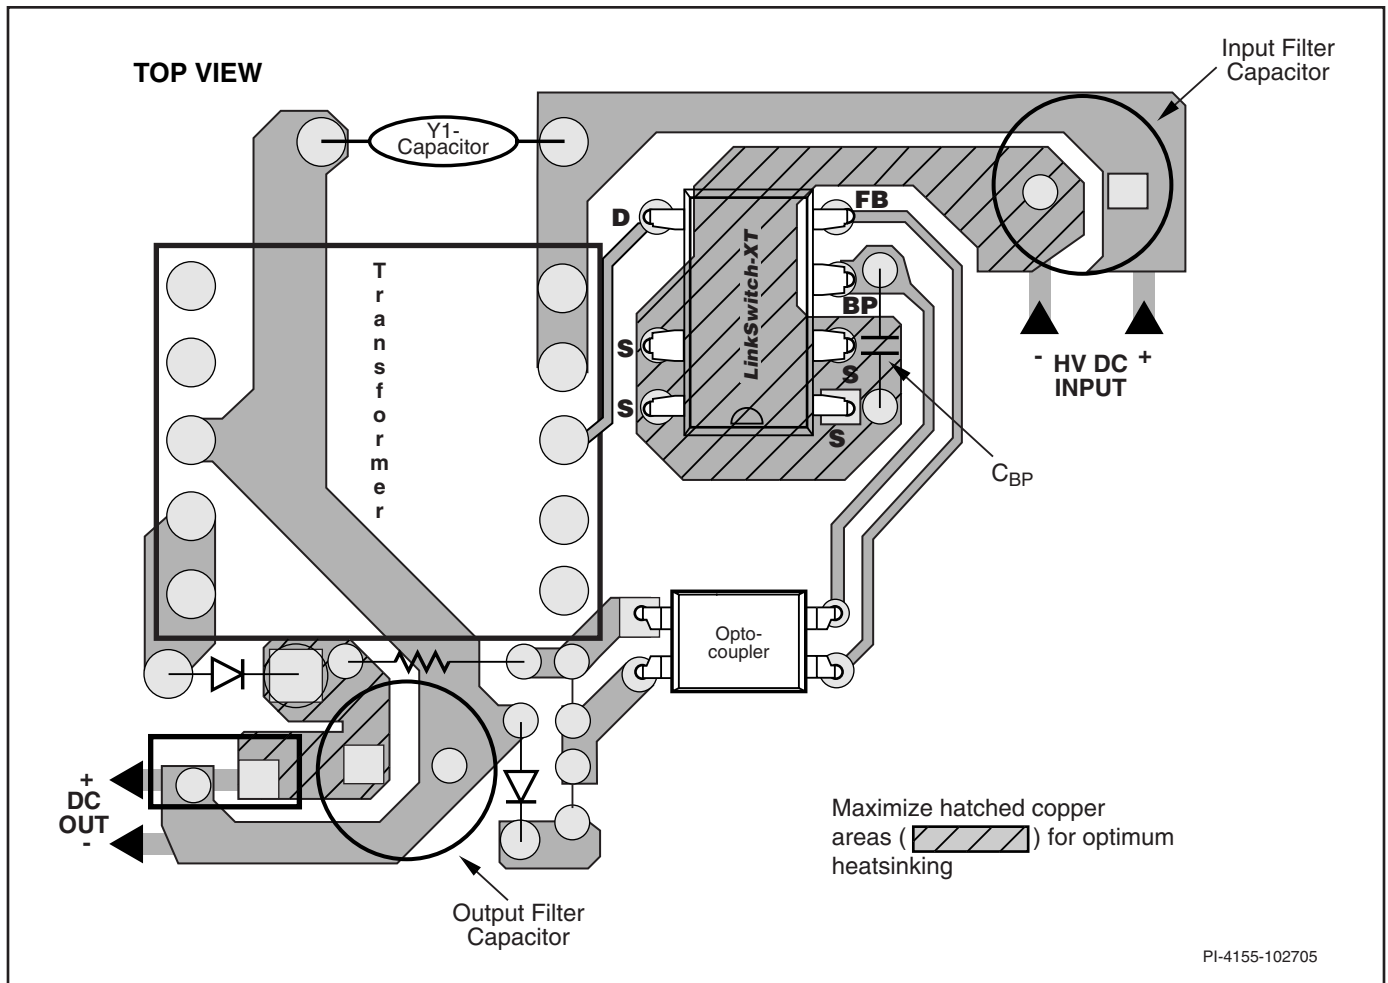 TOP VIEW
Input Filter
Capacitor
Y1-
Capacitor
D
FB
Transformer
LinkSwitch-XT
BP
S
S
S
S
- HV DC +
INPUT
CBP
Opto-
coupler
+
DC
OUT
-
Maximize hatched copper
areas ( ) for optimum
heatsinking
Output Filter
Capacitor
PI-4155-102705